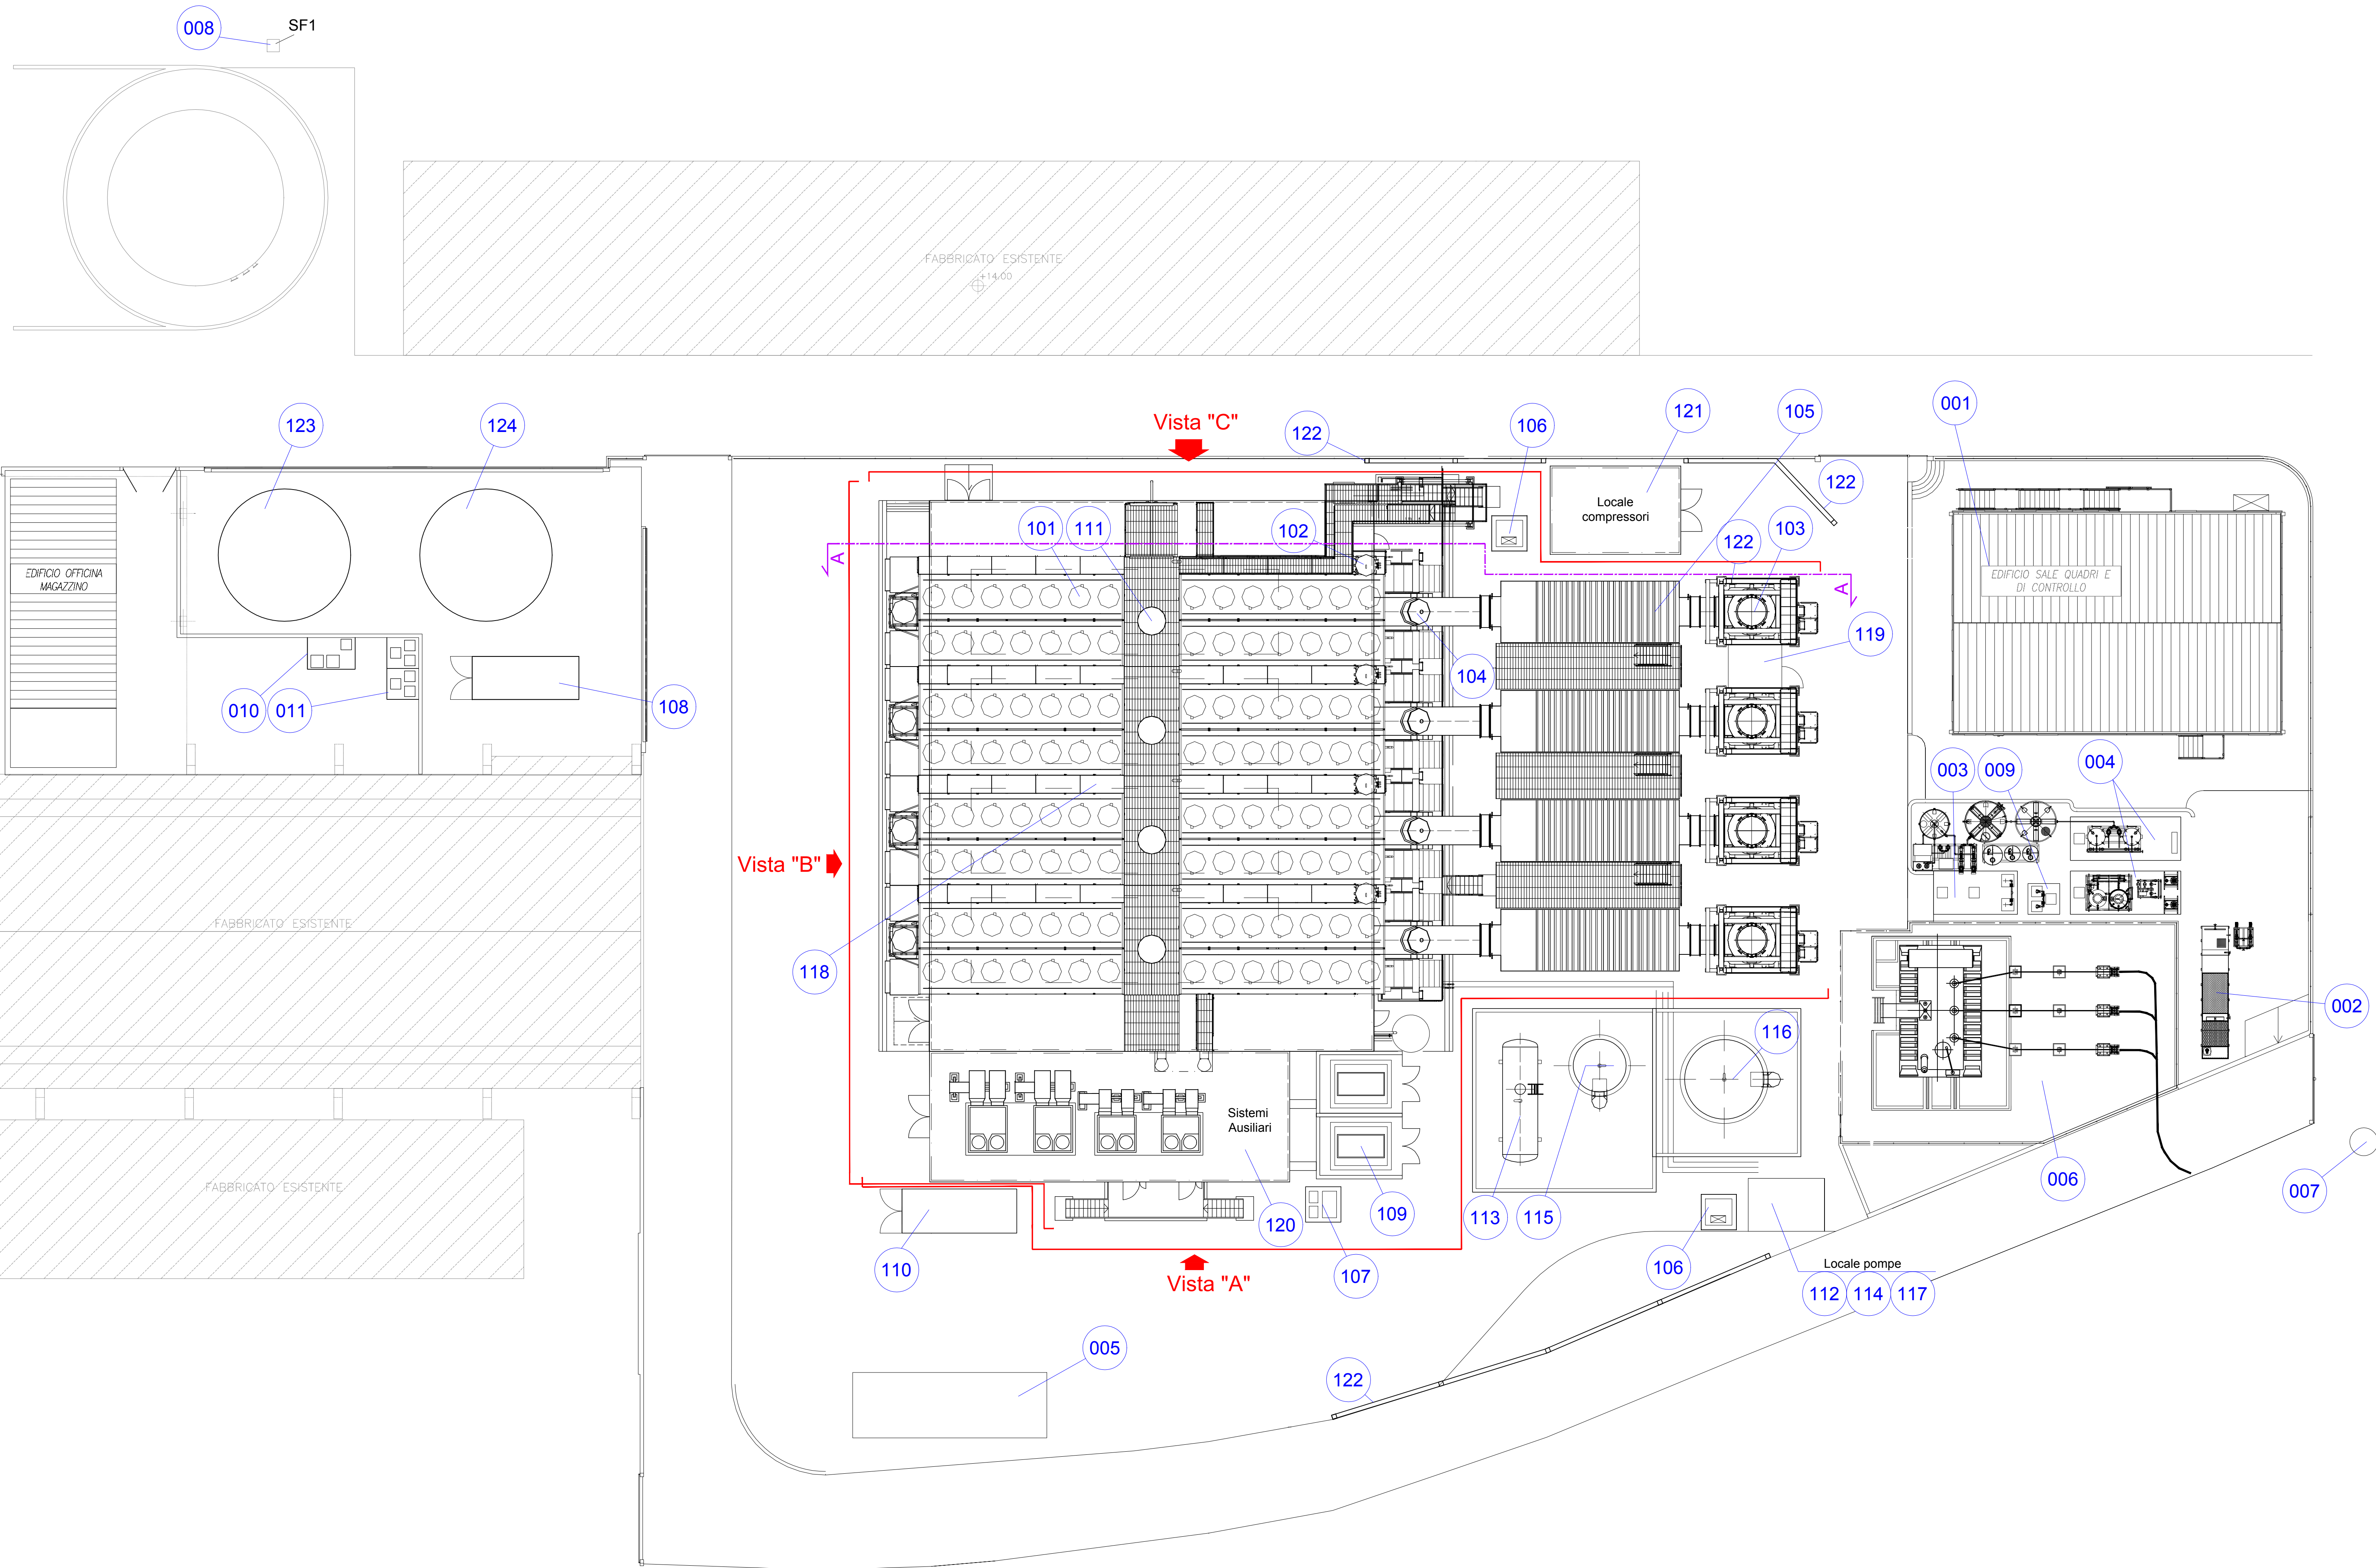 008
SF1
FABBRICATO ESISTENTE
+14.00
123
124
Vista "C"
122
106
121
105
001
122
Locale
compressori
101
111
102
122
103
A
A
EDIFICIO OFFICINA
MAGAZZINO
EDIFICIO SALE QUADRI E
DI CONTROLLO
119
104
010
011
108
003
009
004
Vista "B"
FABBRICATO ESISTENTE
118
002
116
Sistemi
Ausiliari
006
007
FABBRICATO ESISTENTE
109
113
115
120
110
107
106
Vista "A"
Locale pompe
112
114
117
005
122